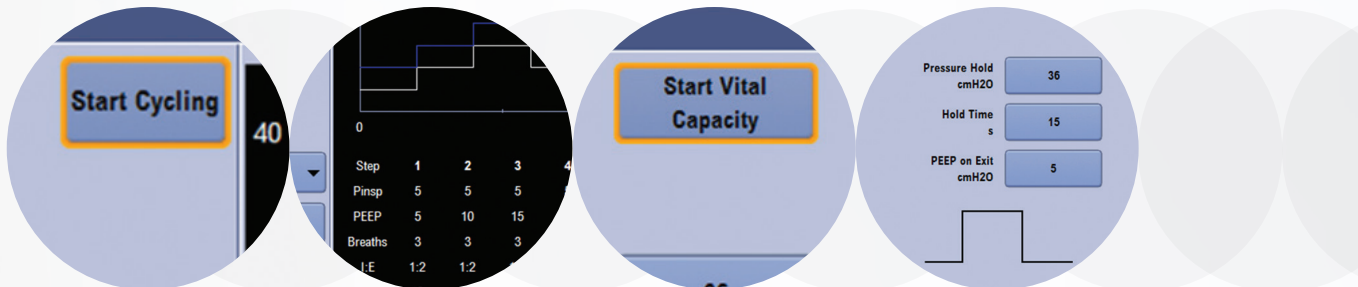 Start Cycling
40
0
Step 1 2 3 4
Pinsp 5 5 5
PEEP 5 10 15
Breaths 3 3 3
I:E 1:2 1:2
Start Vital
Capacity
Pressure Hold
cmH2O
36
Hold Time
s
15
PEEP on Exit
cmH2O
5